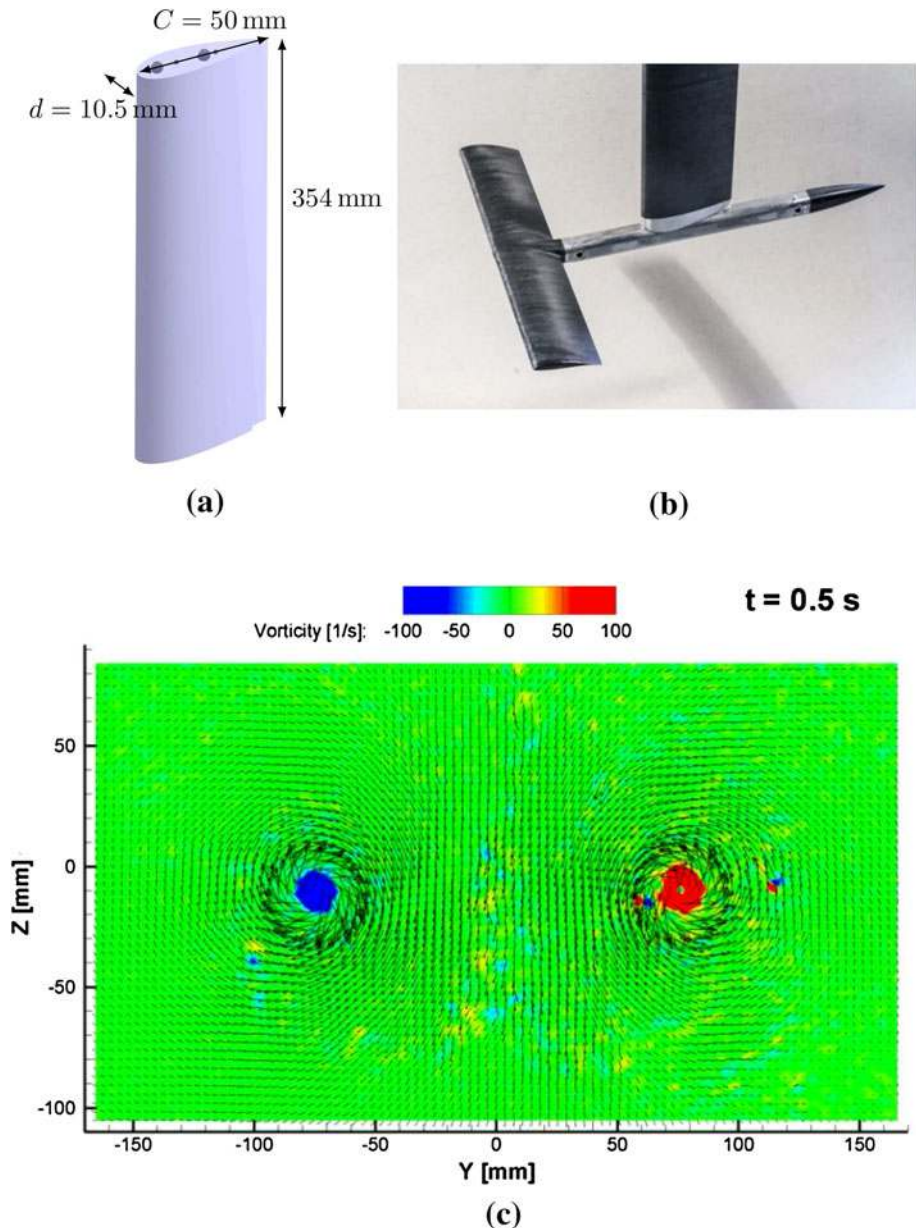 C = 50 mm
d = 10.5 mm
354 mm
(a)
(b)
t = 0.5 s
Vorticity [1/s]: -100 -50 0 50 100
50
0
-50
-100
Z [mm]
-150 -100 -50 0 50 100 150
Y [mm]
(c)